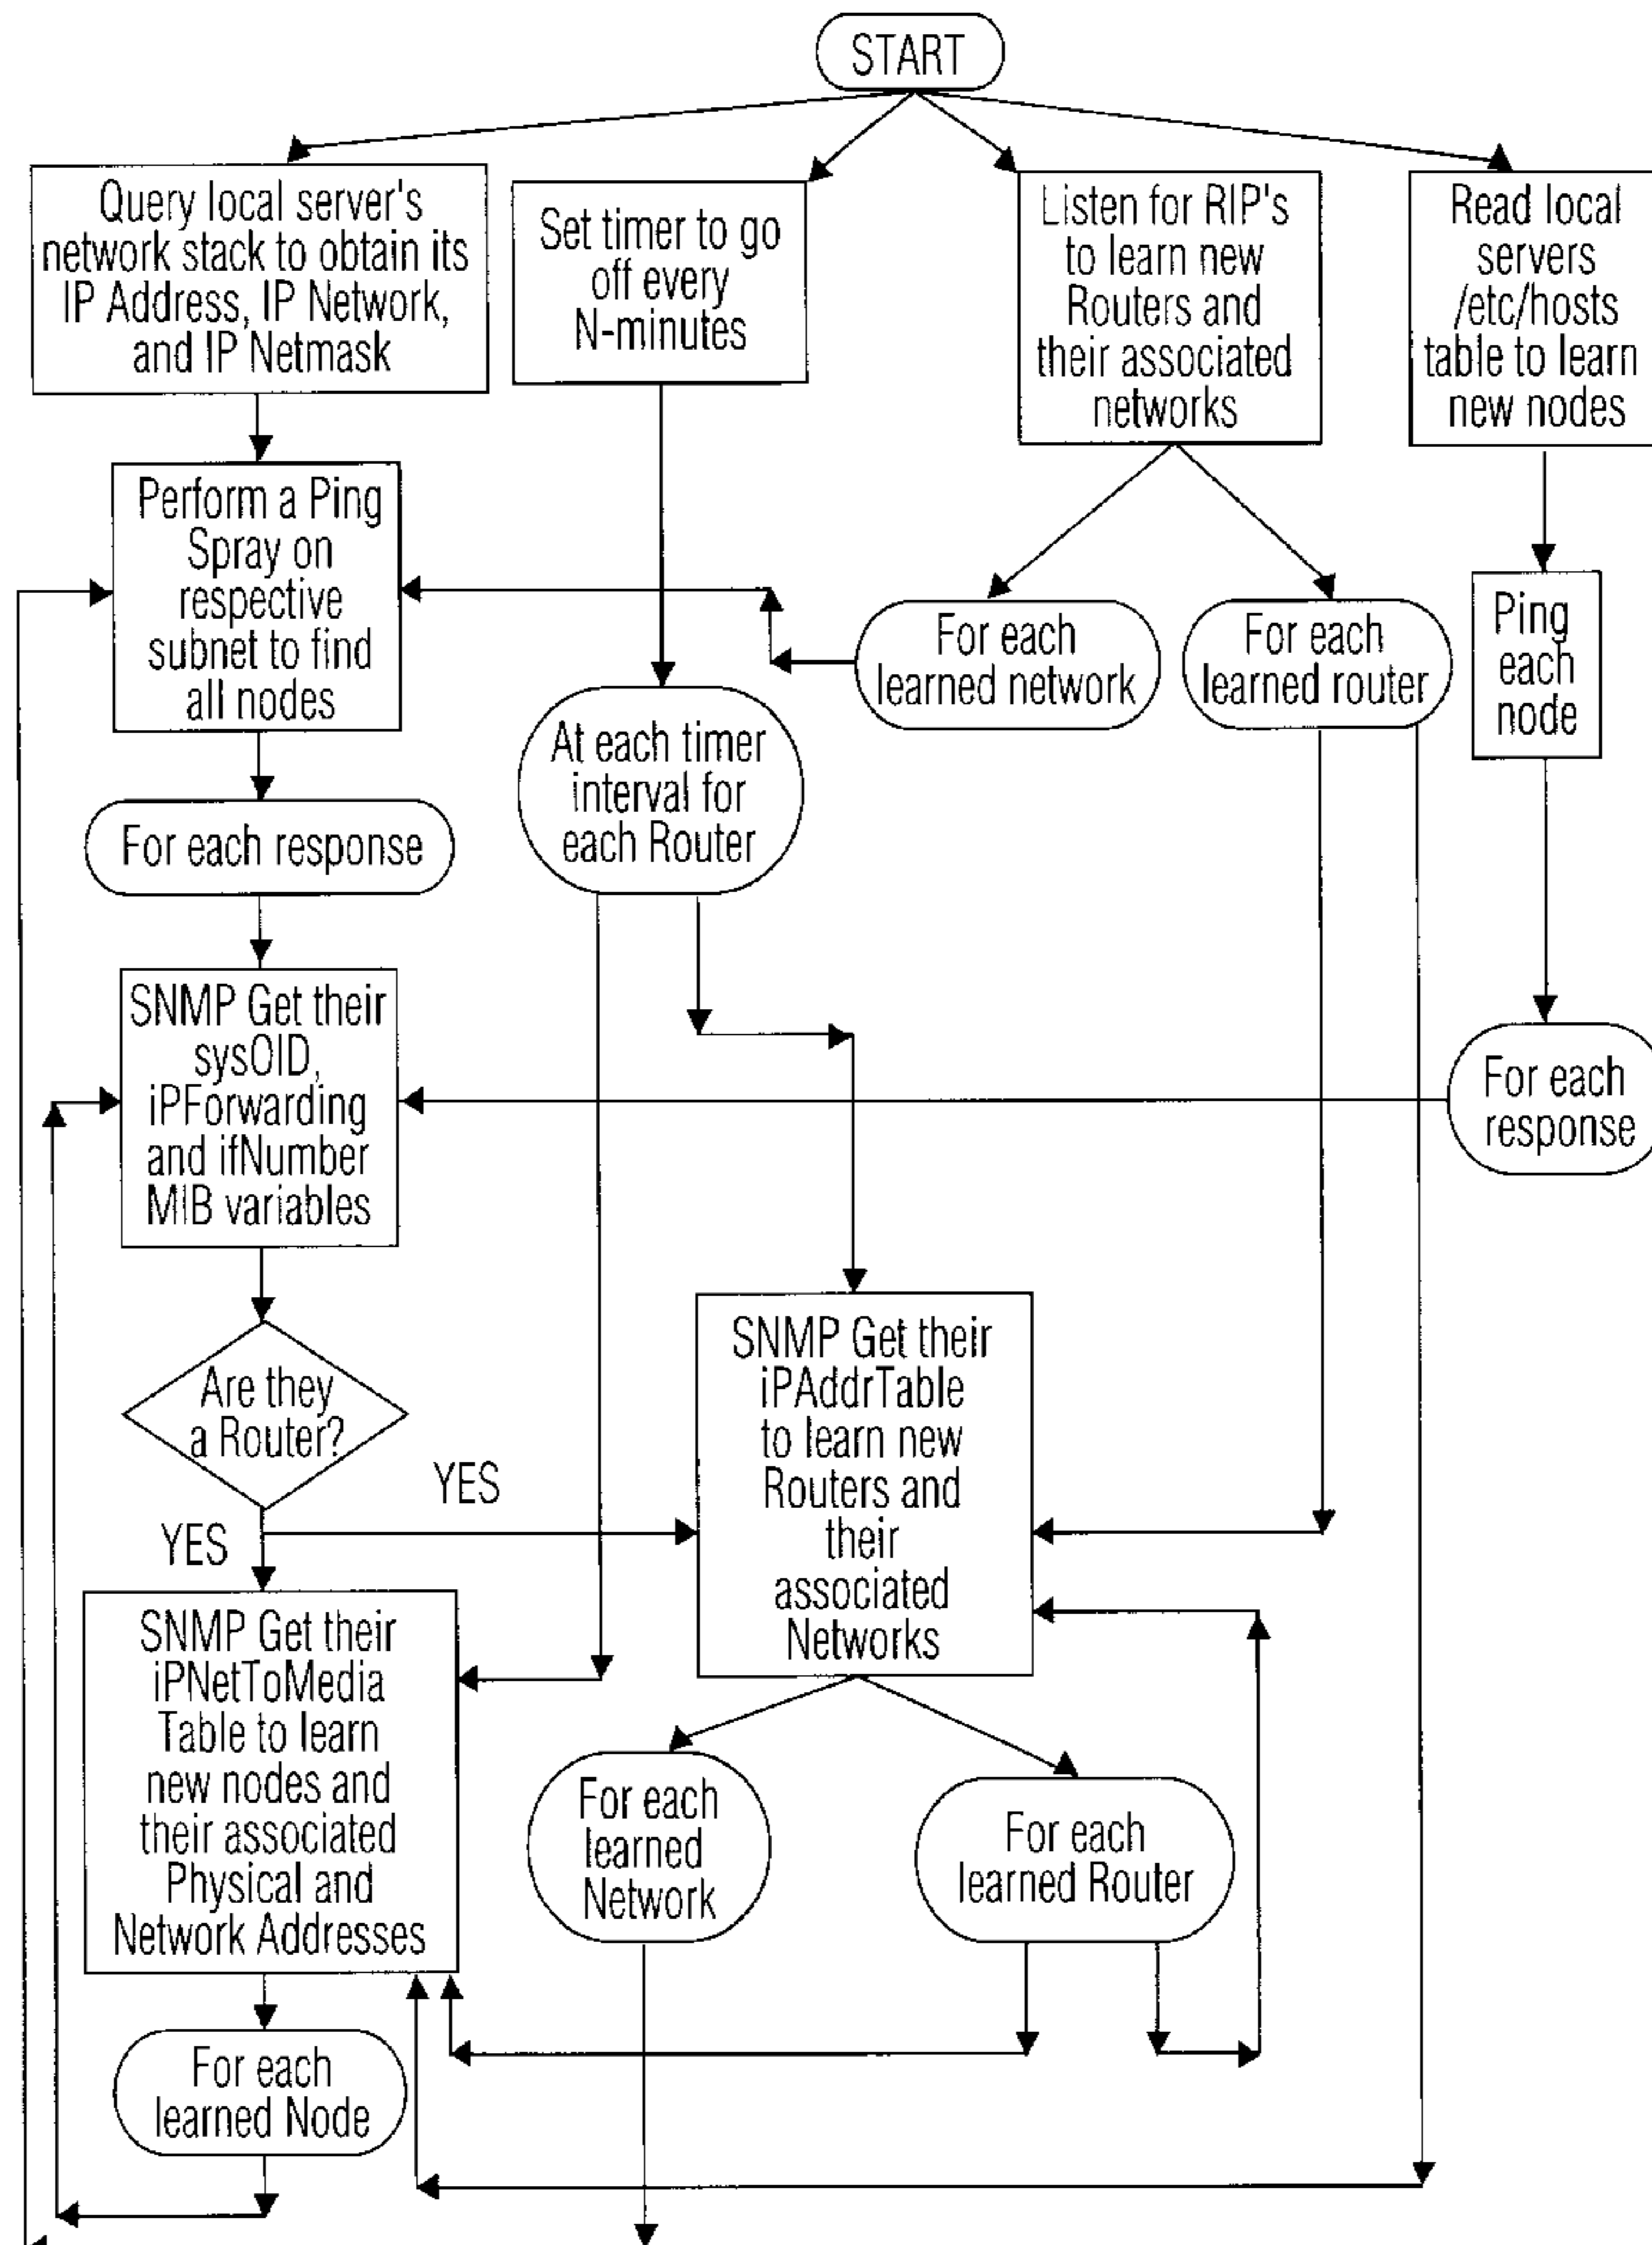 START
Query local server's
network stack to obtain its
IP Address, IP Network,
and IP Netmask
Set timer to go
off every
N-minutes
Listen for RIP's
to learn new
Routers and
their associated
networks
Read local
servers
/etc/hosts
table to learn
new nodes
Perform a Ping
Spray on
respective
subnet to find
all nodes
For each
learned network
For each
learned router
Ping
each
node
At each timer
interval for
each Router
For each response
SNMP Get their
sysOID,
iPForwarding
and ifNumber
MIB variables
For each
response
Are they
a Router?
YES
YES
SNMP Get their
iPAddrTable
to learn new
Routers and
their
associated
Networks
SNMP Get their
iPNetToMedia
Table to learn
new nodes and
their associated
Physical and
Network Addresses
For each
learned
Network
For each
learned Router
For each
learned Node